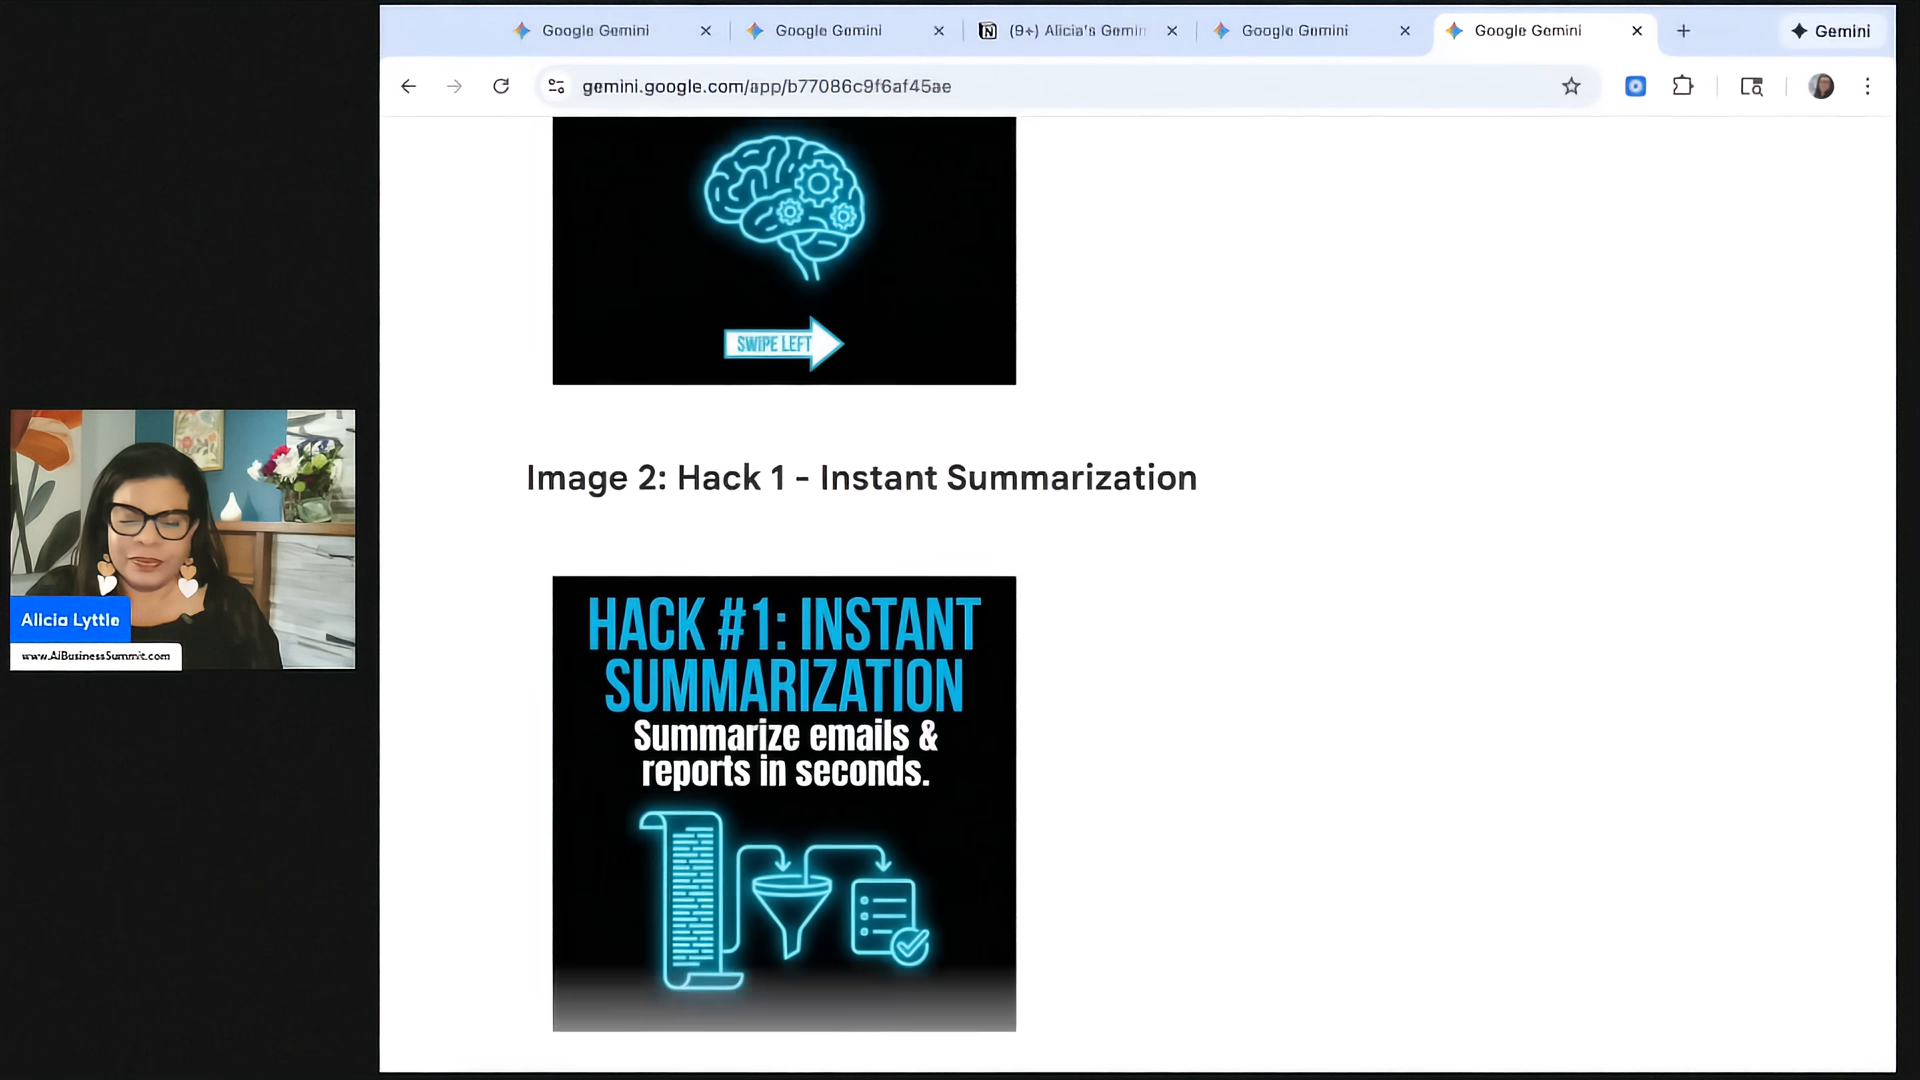 Google Gemini
Google Gemini
(9+) Alicia's Gemin
Google Gemini
Google Gemini
Gemini
gemini.google.com/app/b77086c9f6af45ae
SWIPE LEFT
Image 2: Hack 1 - Instant Summarization
HACK #1: INSTANT
SUMMARIZATION
Summarize emails &
reports in seconds.
Alicia Lyttle
www.AiBusinessSummit.com